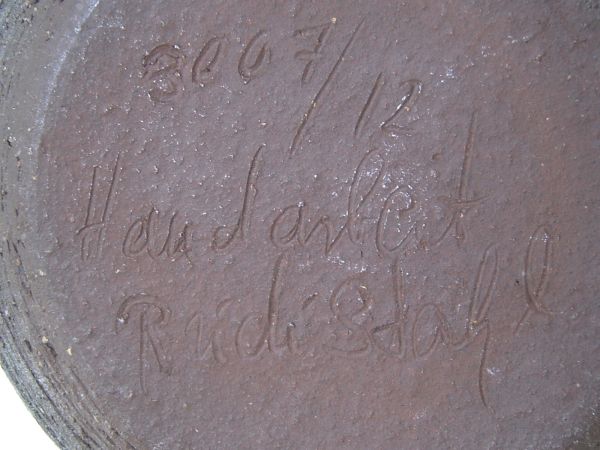 3007/12
Handarbeit
Rudi Stahl